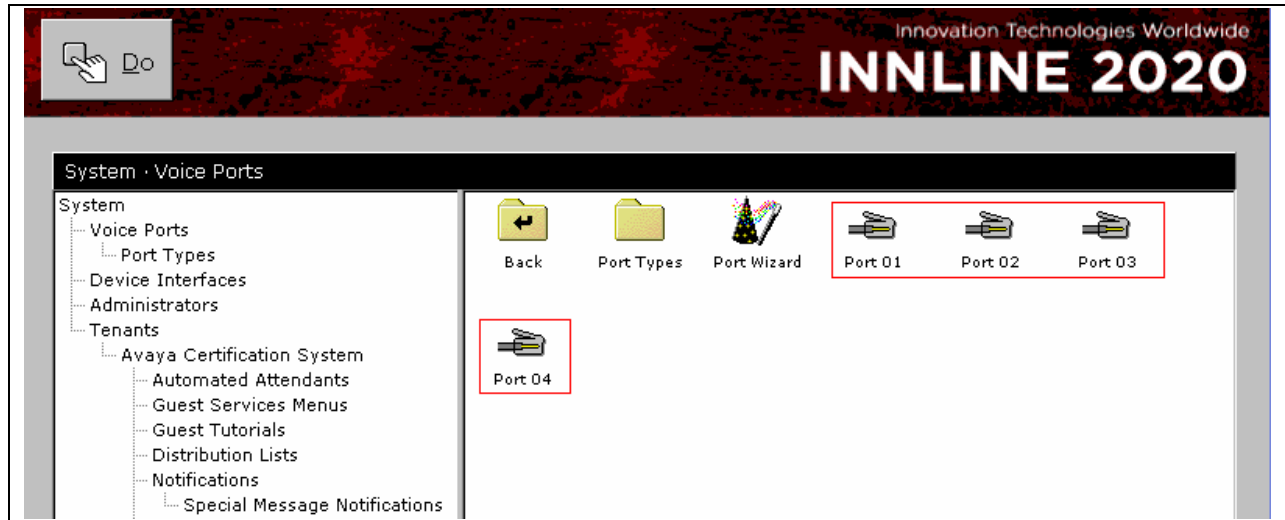 Do
Innovation Technologies Worldwide
INNLINE 2020
System · Voice Ports
System
Voice Ports
Port Types
Device Interfaces
Administrators
Tenants
Avaya Certification System
Automated Attendants
Guest Services Menus
Guest Tutorials
Distribution Lists
Notifications
Special Message Notifications
Back
Port Types
Port Wizard
Port 01
Port 02
Port 03
Port 04